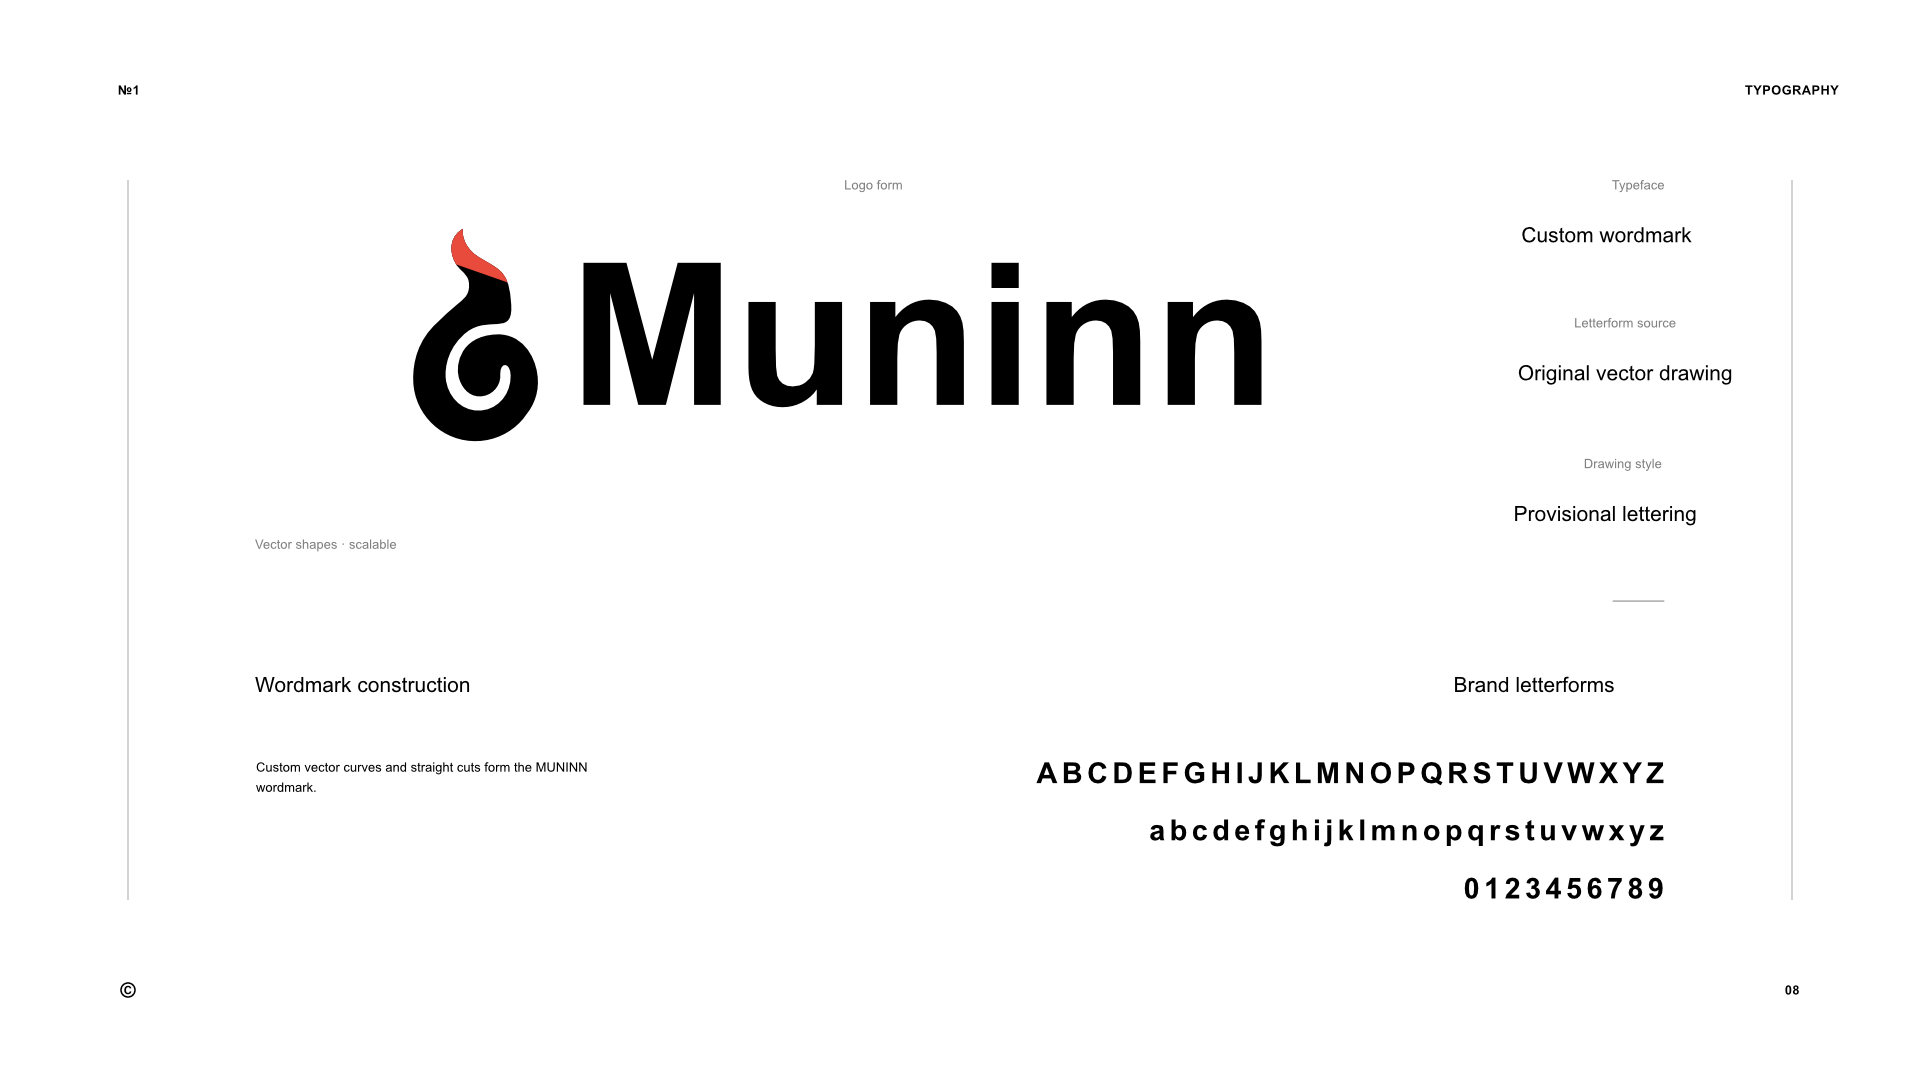 №1
TYPOGRAPHY
Logo form
Typeface
Muninn
Custom wordmark
Letterform source
Original vector drawing
Drawing style
Provisional lettering
Vector shapes · scalable
Wordmark construction
Brand letterforms
Custom vector curves and straight cuts form the MUNINN
wordmark.
ABCDEFGHIJKLMNOPQRSTUVWXYZ
abcdefghijklmnopqrstuvwxyz
0123456789
©
08